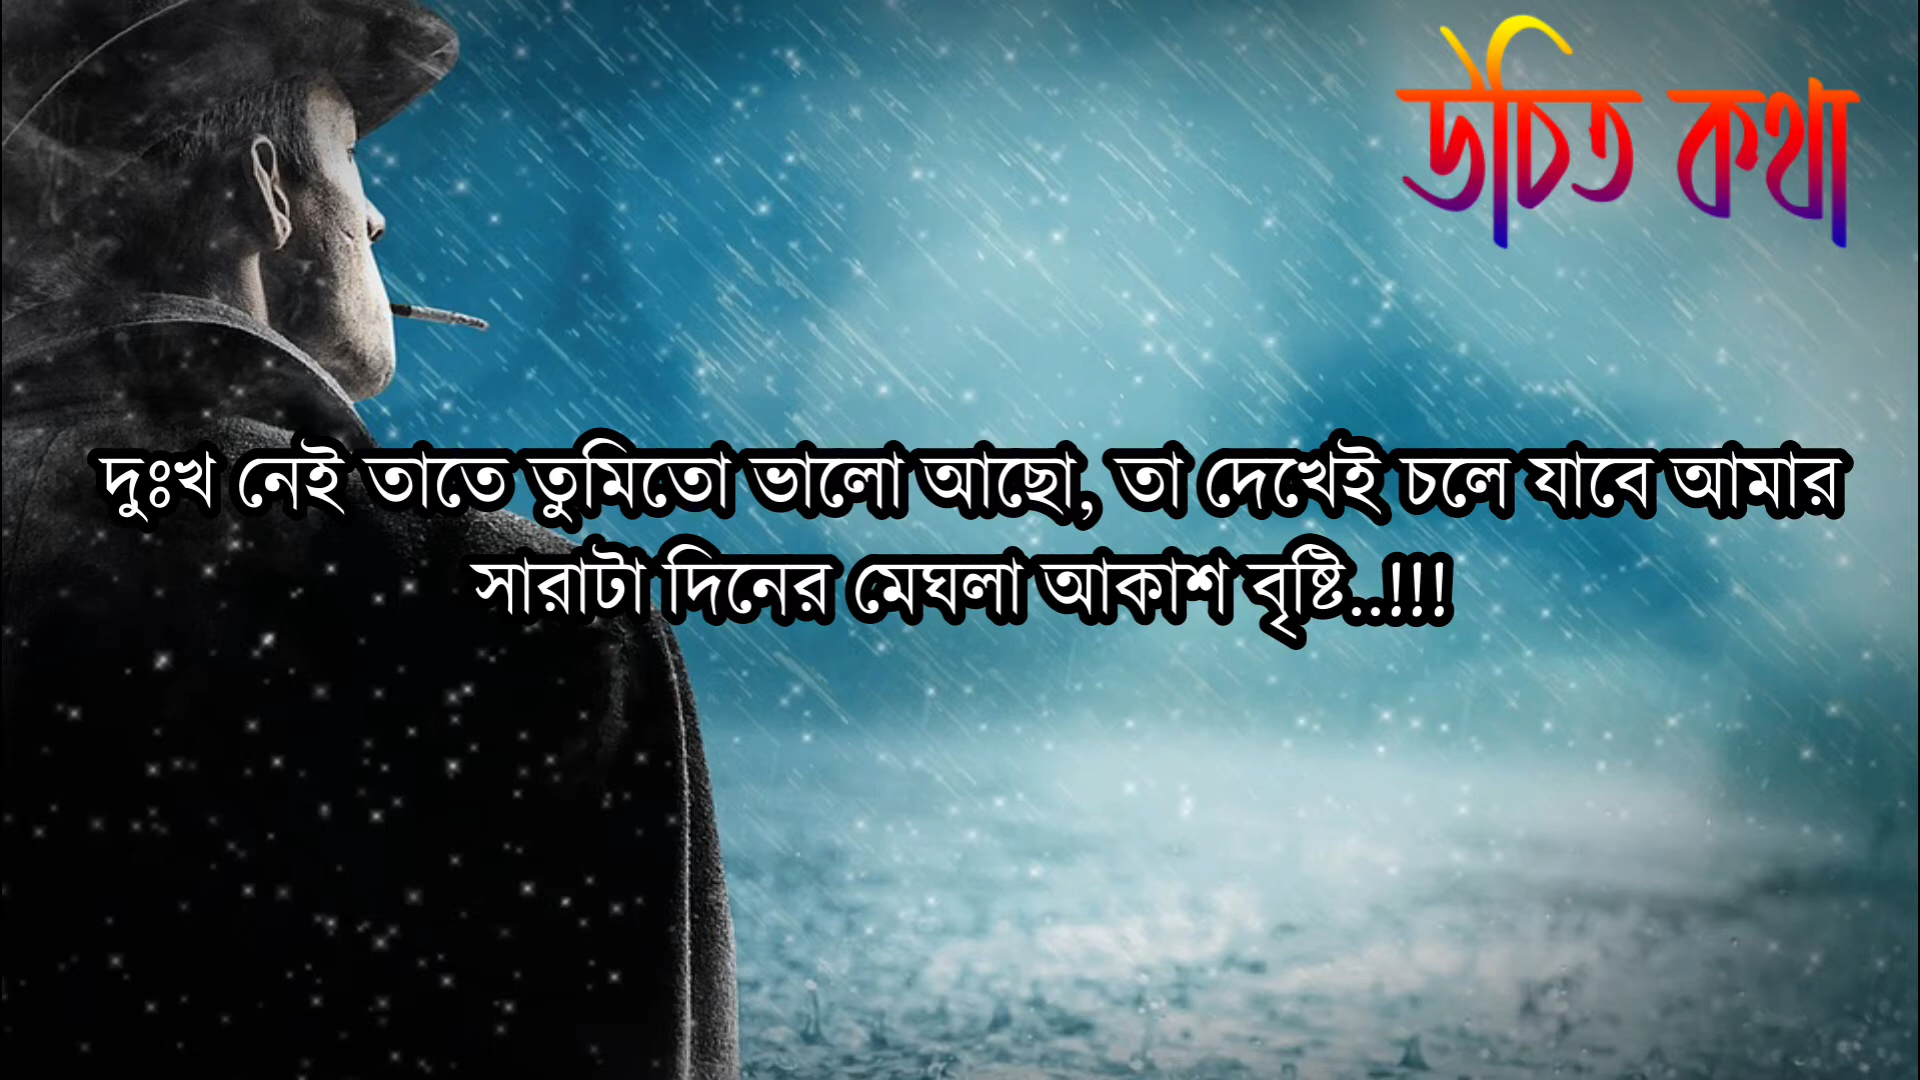 উচিত কথা
দুঃখ নেই তাতে তুমিতো ভালো আছো, তা দেখেই চলে যাবে আমার
সারাটা দিনের মেঘলা আকাশ বৃষ্টি..!!!